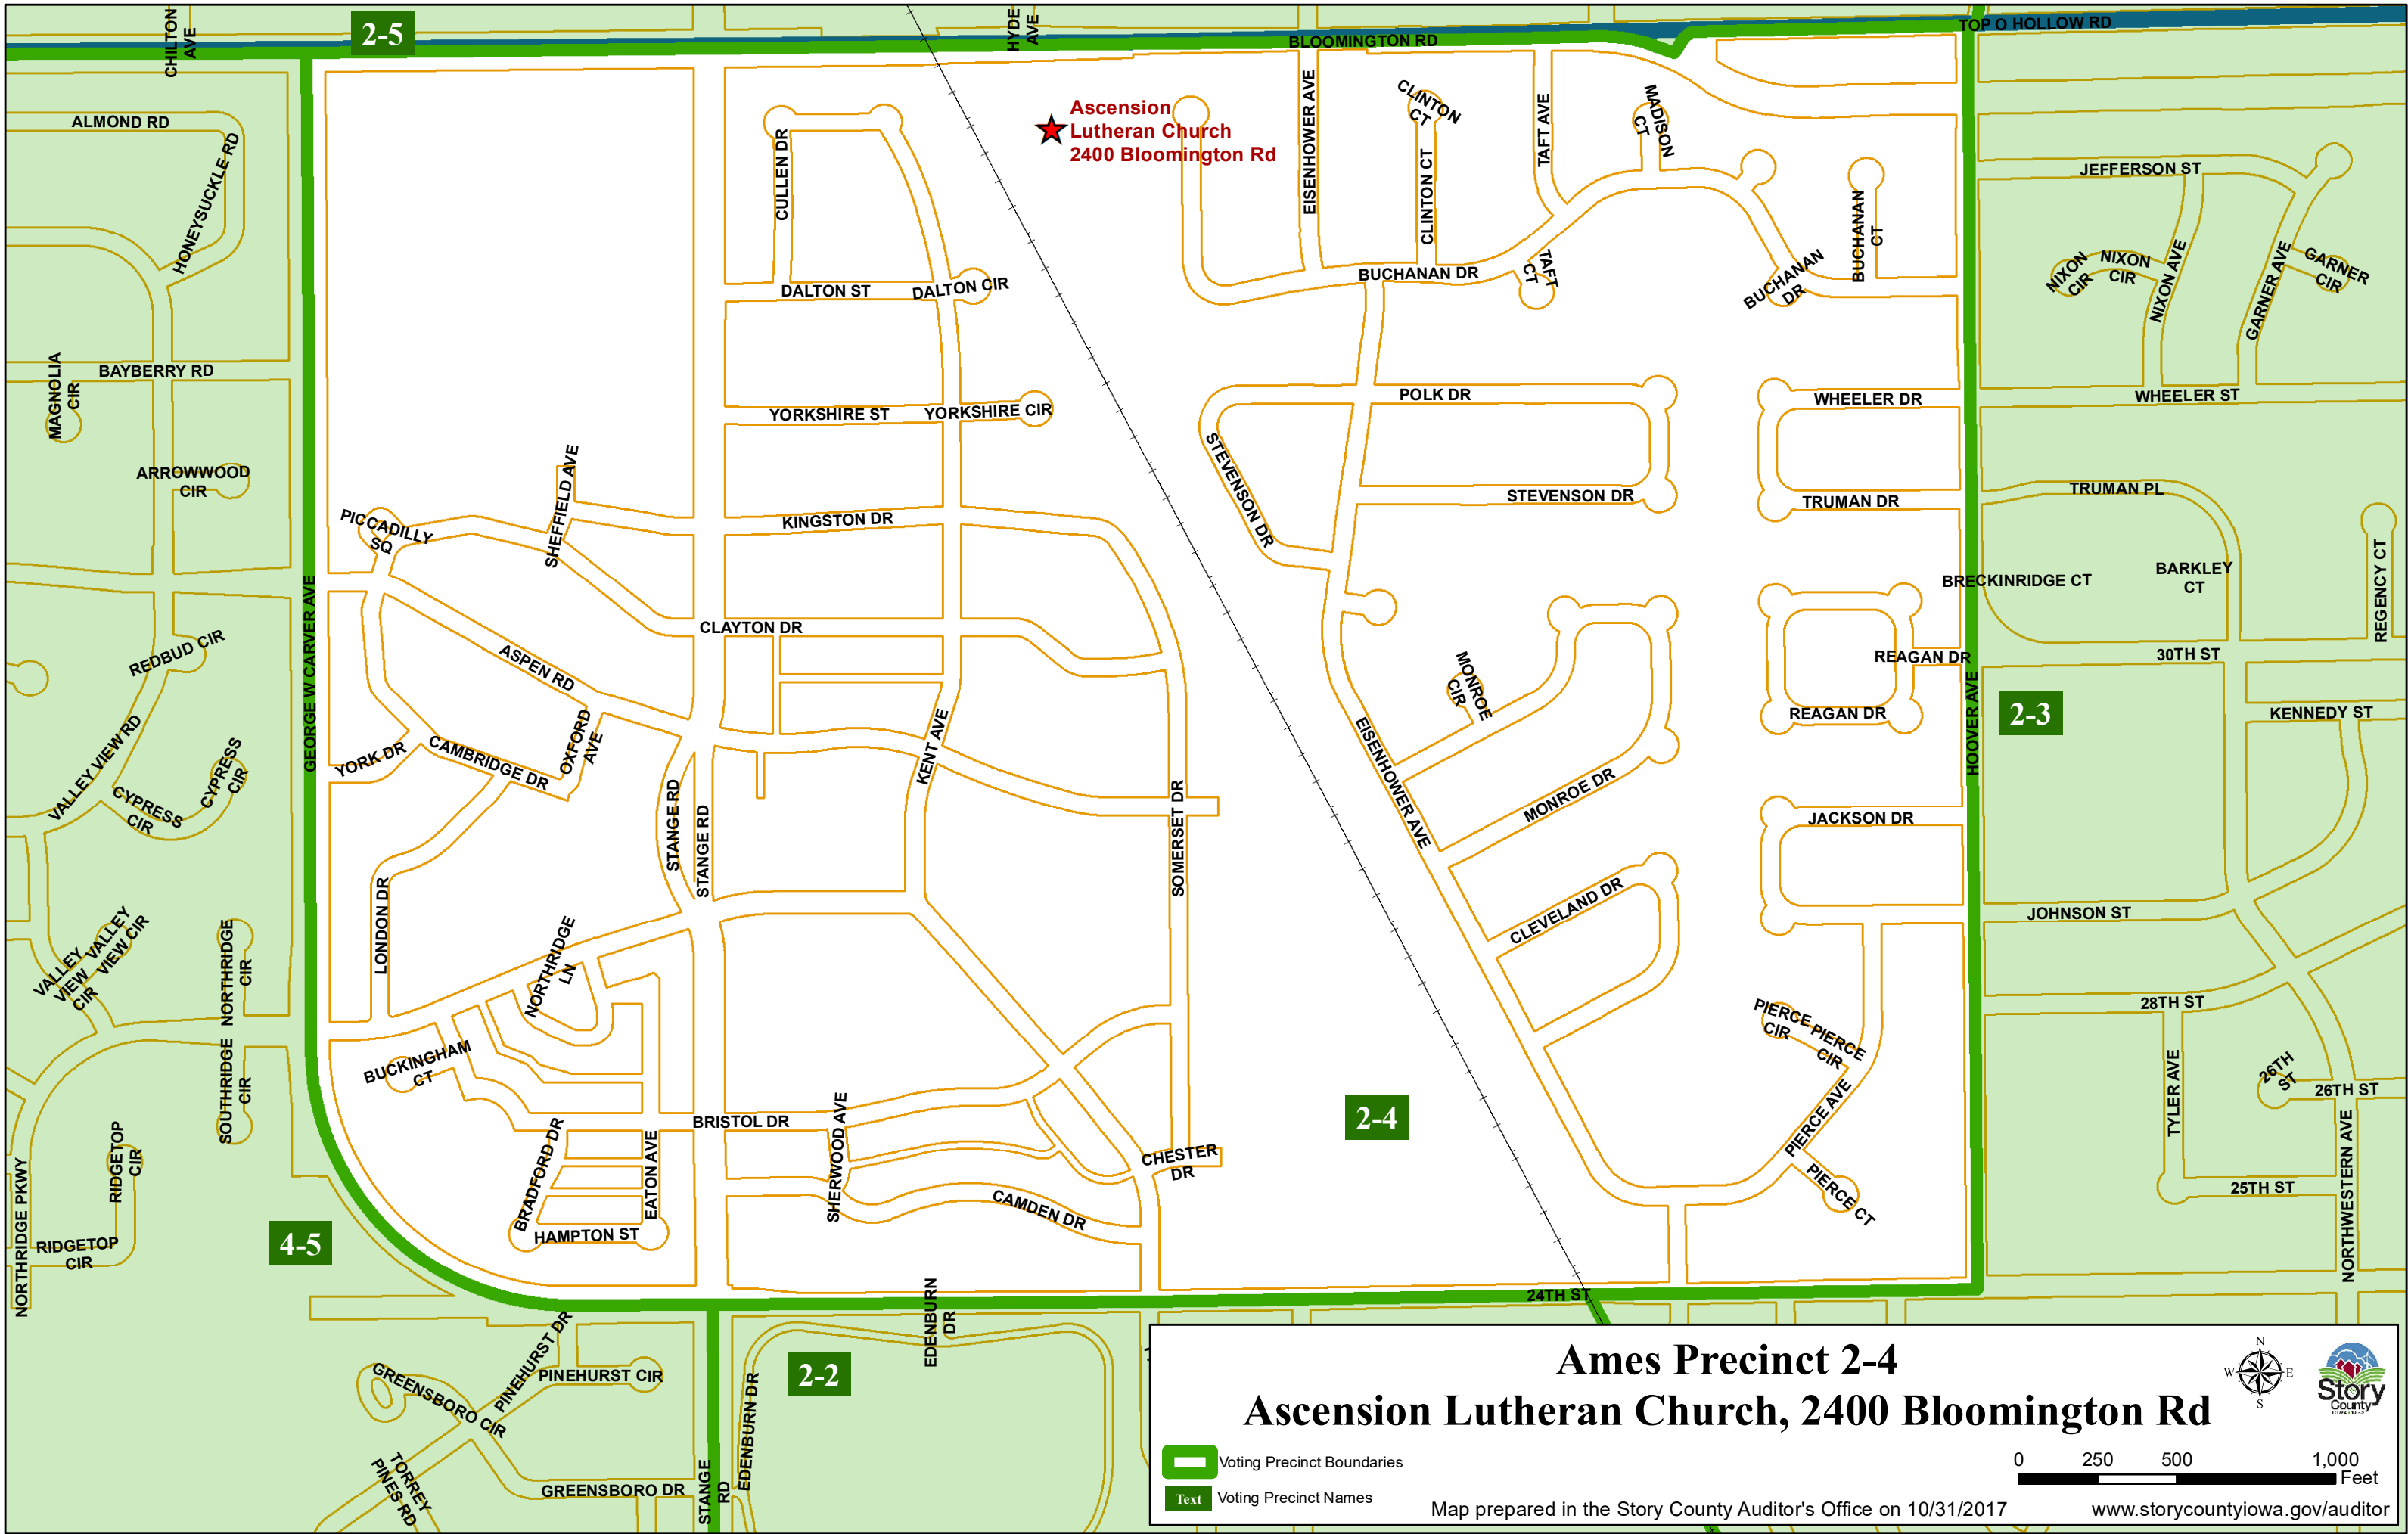 2-5
CHILTON
AVE
HYDE
AVE
BLOOMINGTON RD
TOP O HOLLOW RD
ALMOND RD
HONEYSUCKLE RD
CULLEN DR
Ascension
Lutheran Church
2400 Bloomington Rd
EISENHOWER AVE
CLINTON
CT
CLINTON CT
TAFT AVE
MADISON
CT
JEFFERSON ST
BUCHANAN
CT
NIXON
CIR
NIXON
CIR
NIXON AVE
GARNER AVE
GARNER
CIR
DALTON ST
DALTON CIR
BUCHANAN DR
TAFT
CT
BUCHANAN
DR
MAGNOLIA
CIR
BAYBERRY RD
YORKSHIRE ST
YORKSHIRE CIR
POLK DR
WHEELER DR
WHEELER ST
ARROWWOOD
CIR
SHEFFIELD AVE
STEVENSON DR
STEVENSON DR
TRUMAN DR
TRUMAN PL
PICCADILLY
SQ
KINGSTON DR
REGENCY CT
BRECKINRIDGE CT
BARKLEY
CT
GEORGE W CARVER AVE
CLAYTON DR
REDBUD CIR
ASPEN RD
MONROE
CIR
REAGAN DR
30TH ST
HOOVER AVE
2-3
REAGAN DR
KENNEDY ST
VALLEY VIEW RD
CYPRESS
CIR
CYPRESS
CIR
YORK DR
CAMBRIDGE DR
OXFORD
AVE
KENT AVE
EISENHOWER AVE
STANGE RD
STANGE RD
SOMERSET DR
MONROE DR
JACKSON DR
LONDON DR
CLEVELAND DR
JOHNSON ST
VALLEY
VIEW CIR
VALLEY
VIEW
CIR
NORTHRIDGE
CIR
NORTHRIDGE
LN
28TH ST
PIERCE
CIR
PIERCE
CIR
SOUTHRIDGE
CIR
BUCKINGHAM
CT
TYLER AVE
26TH
ST
26TH ST
2-4
BRISTOL DR
SHERWOOD AVE
PIERCE AVE
RIDGETOP
CIR
BRADFORD DR
EATON AVE
CHESTER
DR
NORTHWESTERN AVE
NORTHRIDGE PKWY
CAMDEN DR
PIERCE CT
25TH ST
4-5
RIDGETOP
CIR
HAMPTON ST
24TH ST
EDENBURN
DR
PINEHURST DR
2-2
PINEHURST CIR
GREENSBORO CIR
EDENBURN DR
TORREY
PINES RD
GREENSBORO DR
STANGE
RD
Ames Precinct 2-4
Ascension Lutheran Church, 2400 Bloomington Rd
N
W
E
S
Story
County
Voting Precinct Boundaries
Text
Voting Precinct Names
0 250 500 1,000
Feet
Map prepared in the Story County Auditor's Office on 10/31/2017
www.storycountyiowa.gov/auditor